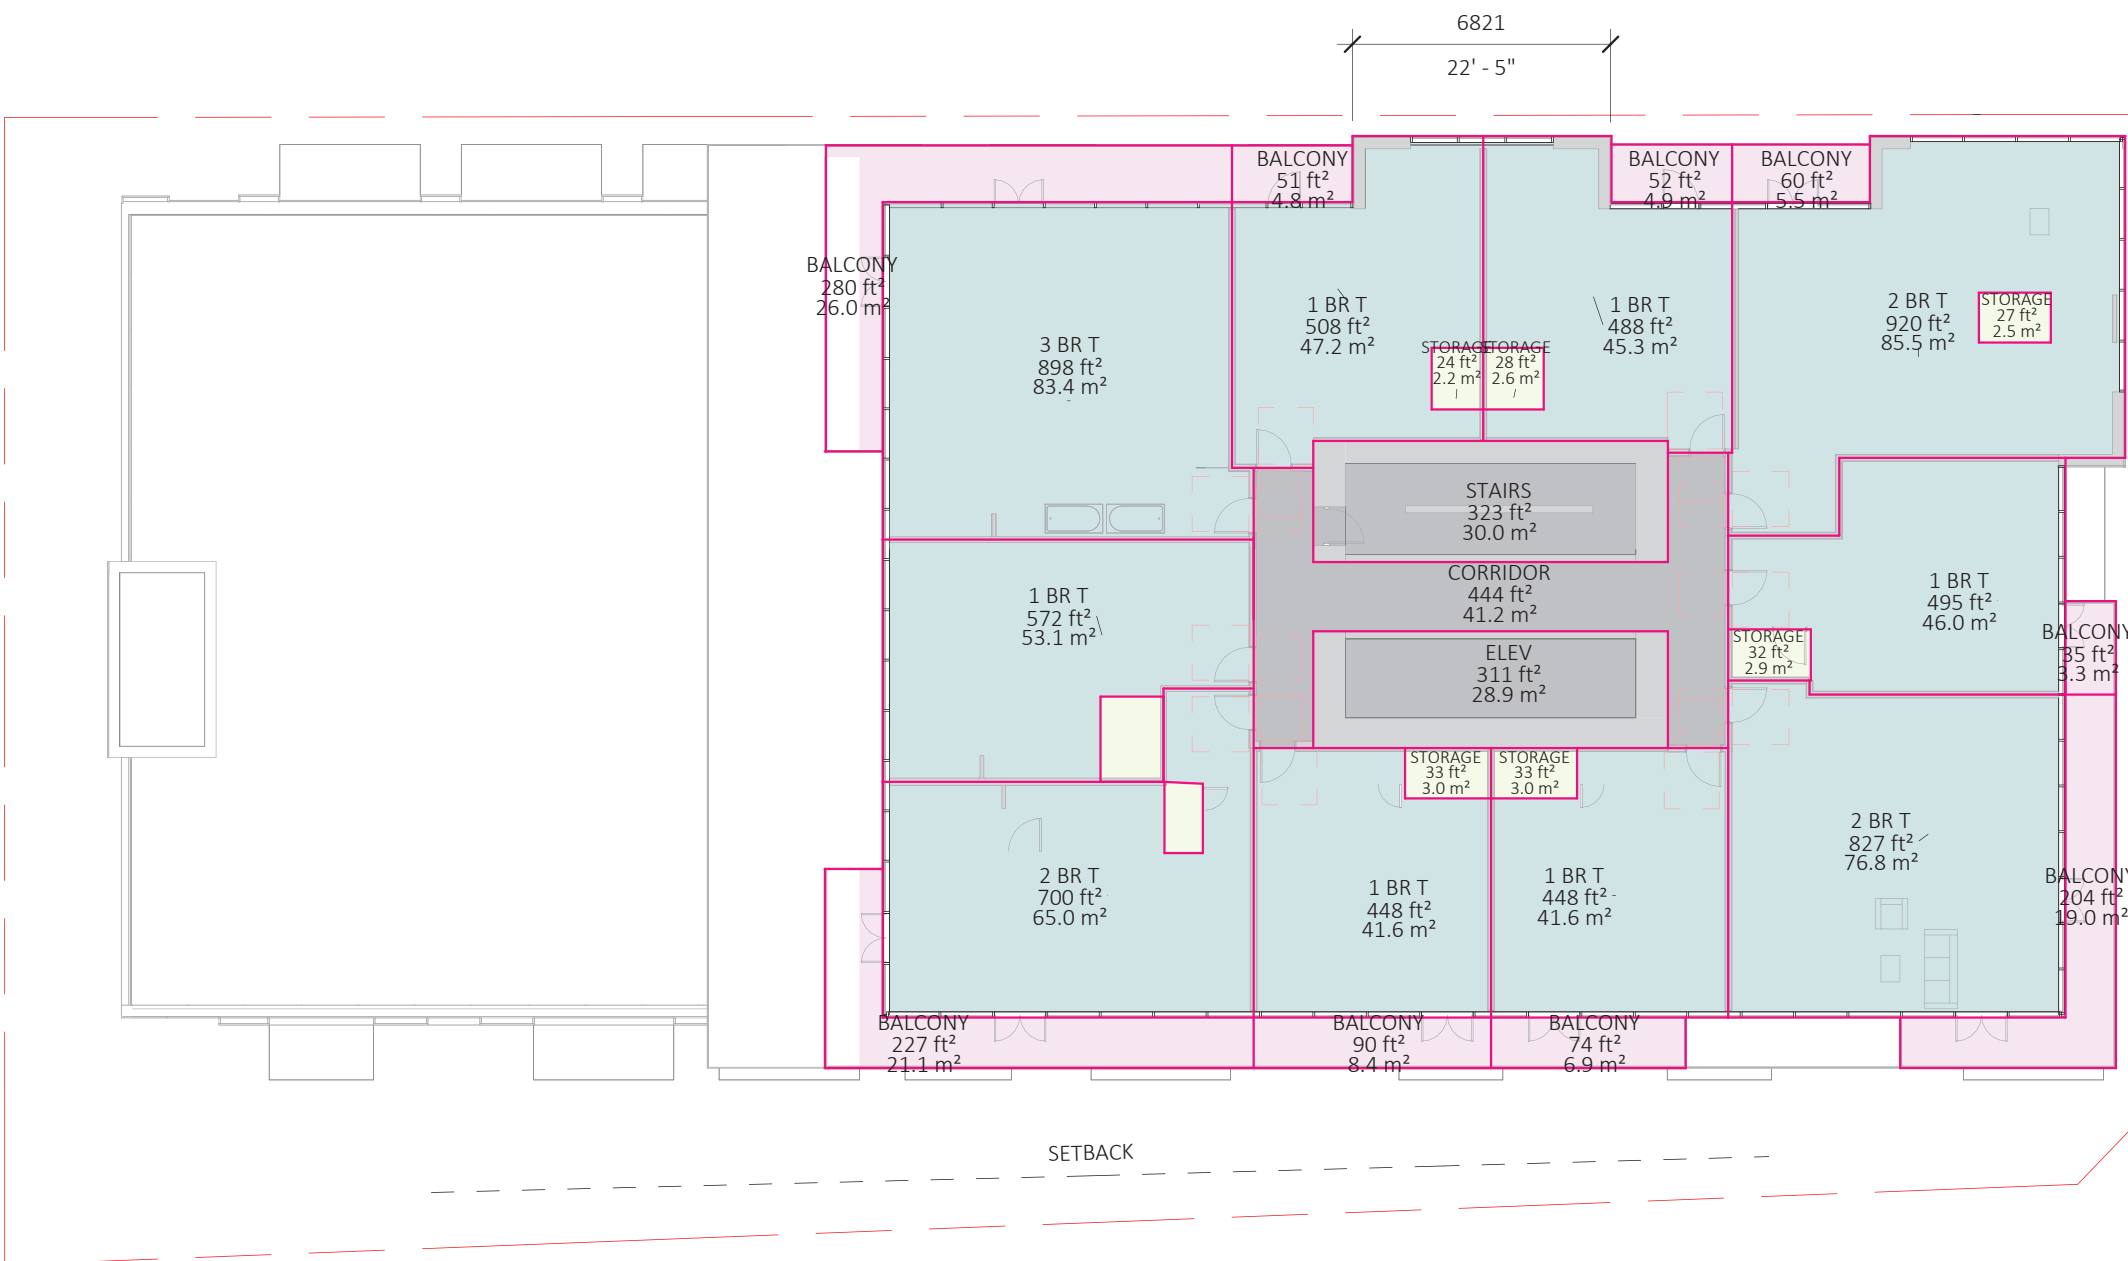 6821
22' - 5"
BALCONY
51 ft²
4.8 m²
BALCONY
52 ft²
4.9 m²
BALCONY
60 ft²
5.5 m²
BALCONY
280 ft²
26.0 m²
3 BR T
898 ft²
83.4 m²
1 BR T
508 ft²
47.2 m²
STORAGE
24 ft²
2.2 m²
STORAGE
28 ft²
2.6 m²
1 BR T
488 ft²
45.3 m²
2 BR T
920 ft²
85.5 m²
STORAGE
27 ft²
2.5 m²
STAIRS
323 ft²
30.0 m²
CORRIDOR
444 ft²
41.2 m²
ELEV
311 ft²
28.9 m²
1 BR T
572 ft²
53.1 m²
1 BR T
495 ft²
46.0 m²
STORAGE
32 ft²
2.9 m²
BALCONY
35 ft²
3.3 m²
STORAGE
33 ft²
3.0 m²
STORAGE
33 ft²
3.0 m²
2 BR T
700 ft²
65.0 m²
1 BR T
448 ft²
41.6 m²
1 BR T
448 ft²
41.6 m²
2 BR T
827 ft²
76.8 m²
BALCONY
204 ft²
19.0 m²
BALCONY
227 ft²
21.1 m²
BALCONY
90 ft²
8.4 m²
BALCONY
74 ft²
6.9 m²
SETBACK